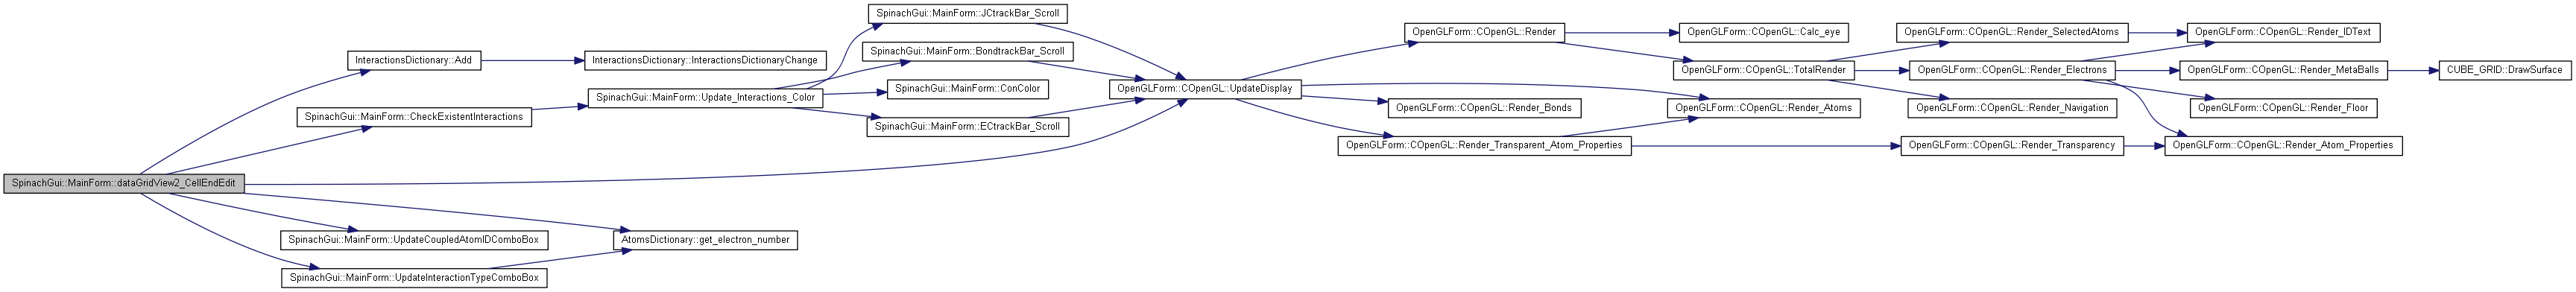 SpinachGui::MainForm::dataGridView2_CellEndEdit
InteractionsDictionary::Add
SpinachGui::MainForm::CheckExistentInteractions
SpinachGui::MainForm::UpdateCoupledAtomIDComboBox
SpinachGui::MainForm::UpdateInteractionTypeComboBox
InteractionsDictionary::InteractionsDictionaryChange
SpinachGui::MainForm::Update_Interactions_Color
AtomsDictionary::get_electron_number
SpinachGui::MainForm::JCtrackBar_Scroll
SpinachGui::MainForm::BondtrackBar_Scroll
SpinachGui::MainForm::ConColor
SpinachGui::MainForm::ECtrackBar_Scroll
OpenGLForm::COpenGL::UpdateDisplay
OpenGLForm::COpenGL::Render
OpenGLForm::COpenGL::Render_Bonds
OpenGLForm::COpenGL::Render_Transparent_Atom_Properties
OpenGLForm::COpenGL::Calc_eye
OpenGLForm::COpenGL::TotalRender
OpenGLForm::COpenGL::Render_Atoms
OpenGLForm::COpenGL::Render_SelectedAtoms
OpenGLForm::COpenGL::Render_Electrons
OpenGLForm::COpenGL::Render_Navigation
OpenGLForm::COpenGL::Render_Transparency
OpenGLForm::COpenGL::Render_IDText
OpenGLForm::COpenGL::Render_MetaBalls
OpenGLForm::COpenGL::Render_Floor
OpenGLForm::COpenGL::Render_Atom_Properties
CUBE_GRID::DrawSurface